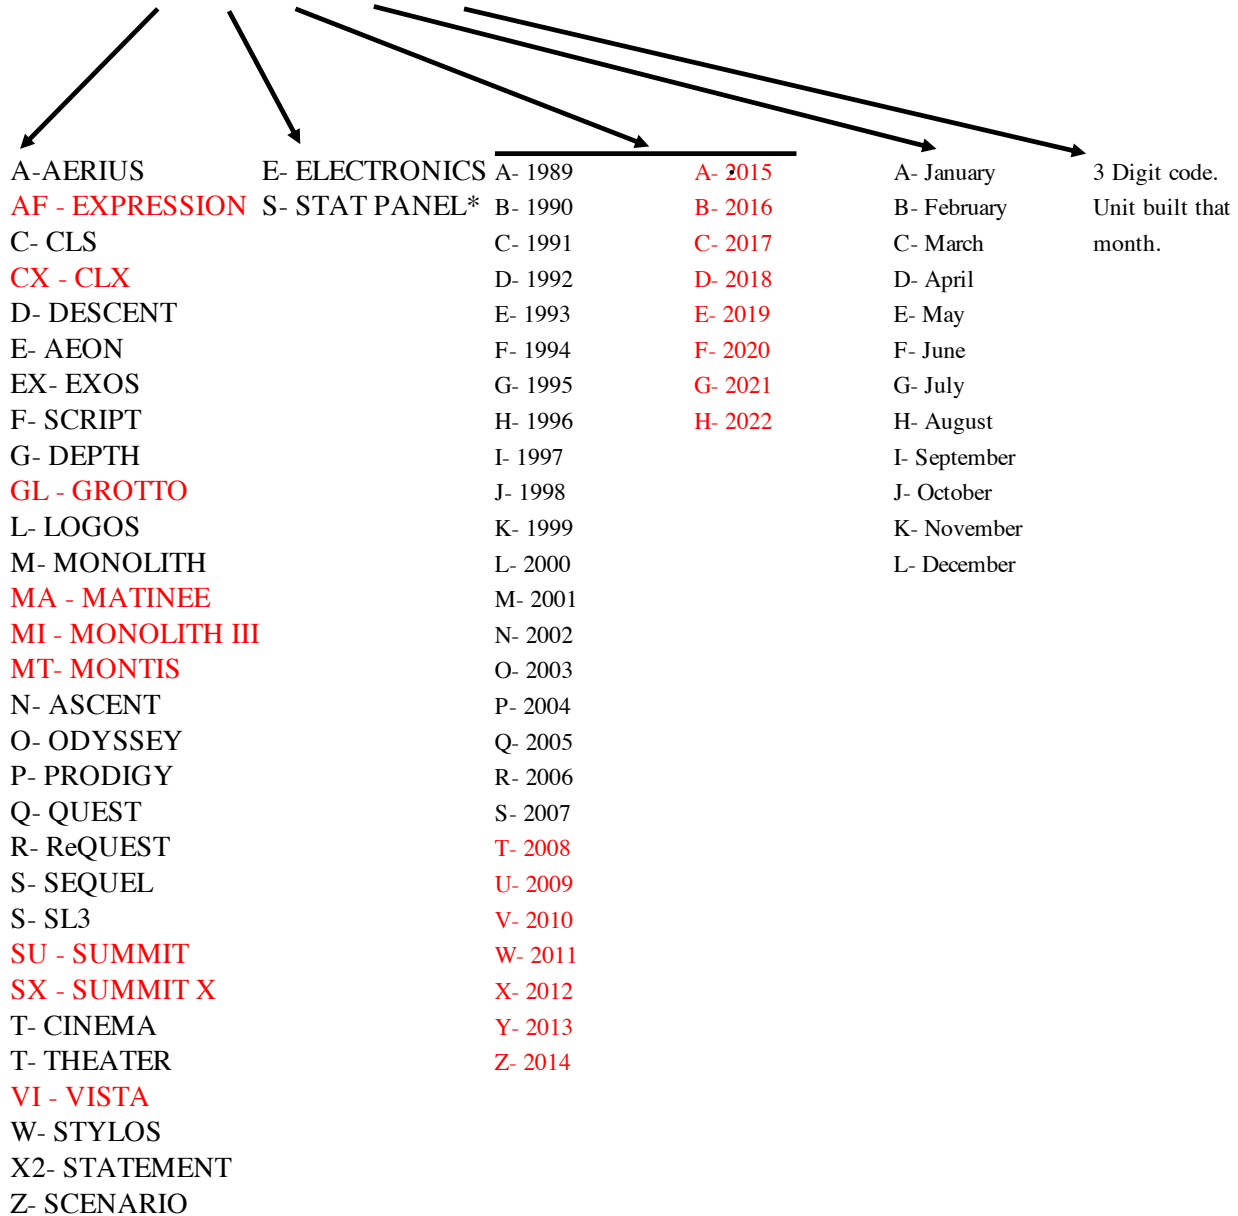 A-AERIUS E- ELECTRONICS A- 1989 A- 2015 A- January 3 Digit code.
AF - EXPRESSION S- STAT PANEL* B- 1990 B- 2016 B- February Unit built that
C- CLS C- 1991 C- 2017 C- March month.
CX - CLX D- 1992 D- 2018 D- April
D- DESCENT E- 1993 E- 2019 E- May
E- AEON F- 1994 F- 2020 F- June
EX- EXOS G- 1995 G- 2021 G- July
F- SCRIPT H- 1996 H- 2022 H- August
G- DEPTH I- 1997 I- September
GL - GROTTO J- 1998 J- October
L- LOGOS K- 1999 K- November
M- MONOLITH L- 2000 L- December
MA - MATINEE M- 2001
MI - MONOLITH III N- 2002
MT- MONTIS O- 2003
N- ASCENT P- 2004
O- ODYSSEY Q- 2005
P- PRODIGY R- 2006
Q- QUEST S- 2007
R- ReQUEST T- 2008
S- SEQUEL U- 2009
S- SL3 V- 2010
SU - SUMMIT W- 2011
SX - SUMMIT X X- 2012
T- CINEMA Y- 2013
T- THEATER Z- 2014
VI - VISTA
W- STYLOS
X2- STATEMENT
Z- SCENARIO